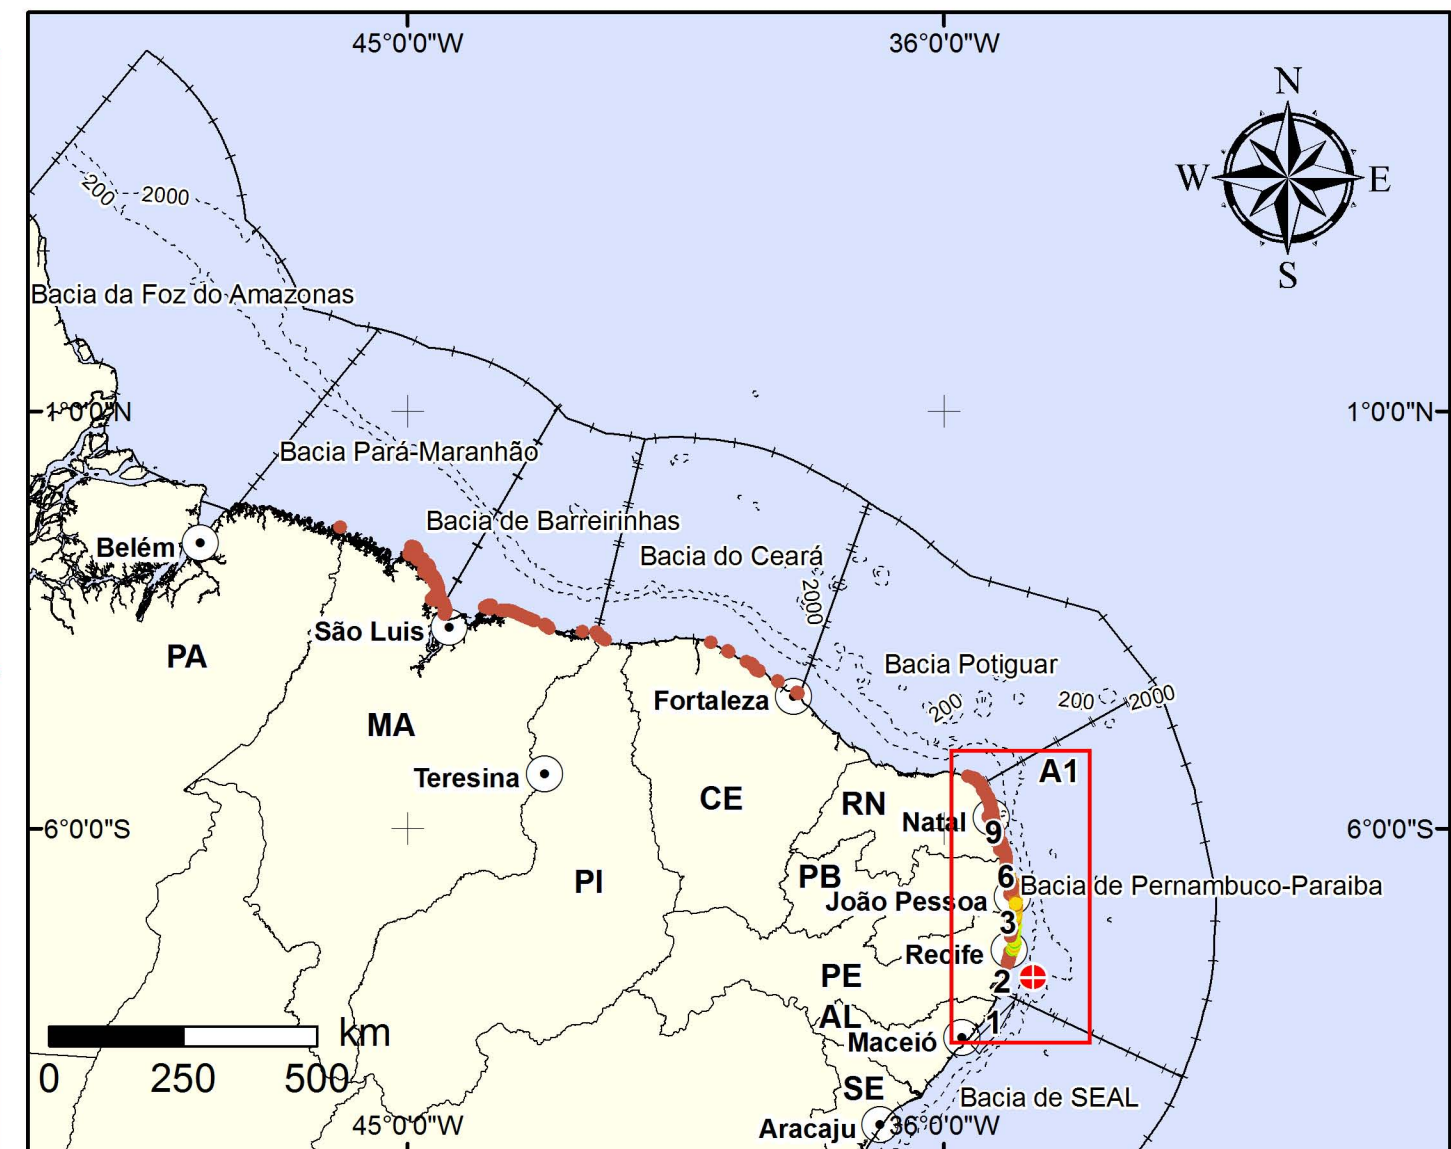 45°0'0"W
36°0'0"W
N
W
E
S
200
2000
Bacia da Foz do Amazonas
1°0'0"N
1°0'0"N
Bacia Pará-Maranhão
Bacia de Barreirinhas
Belém
Bacia do Ceará
2000
São Luis
PA
Bacia Potiguar
Fortaleza
200
200
2000
MA
A1
Teresina
CE
RN
Natal
9
6°0'0"S
6°0'0"S
PI
PB
6
Bacia de Pernambuco-Paraiba
João Pessoa
3
Recife
PE
2
AL
1
km
Maceió
0
250
500
SE
Bacia de SEAL
45°0'0"W
Aracaju
36°0'0"W